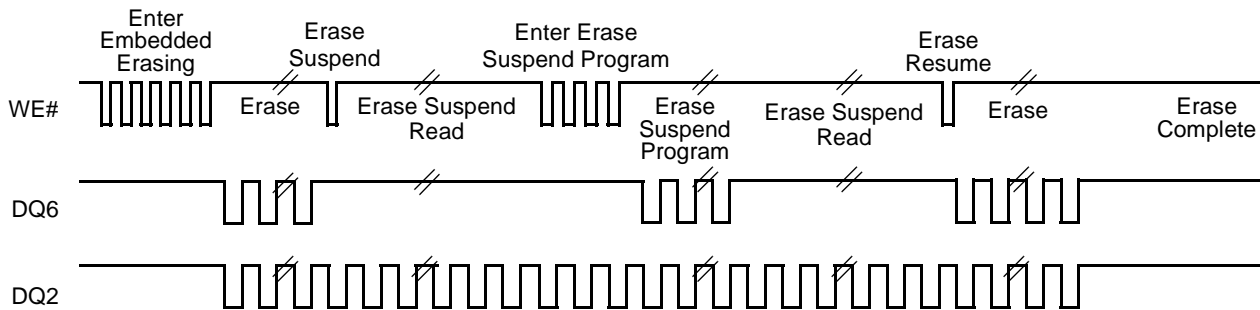 Enter
Embedded
Erasing
Erase
Suspend
Enter Erase
Suspend Program
Erase
Resume
WE#
Erase
Erase Suspend
Read
Erase
Suspend
Program
Erase Suspend
Read
Erase
Erase
Complete
DQ6
DQ2